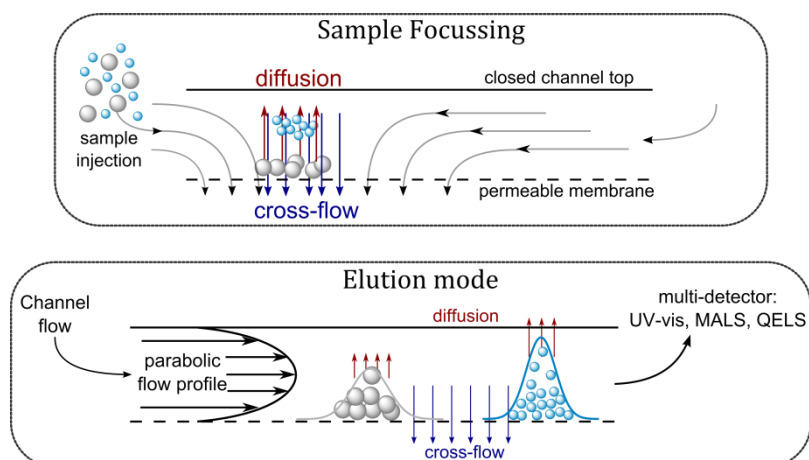 Sample Focussing
diffusion
closed channel top
sample
injection
permeable membrane
cross-flow
Elution mode
Channel
flow
diffusion
multi-detector:
UV-vis, MALS, QELS
parabolic
flow profile
cross-flow